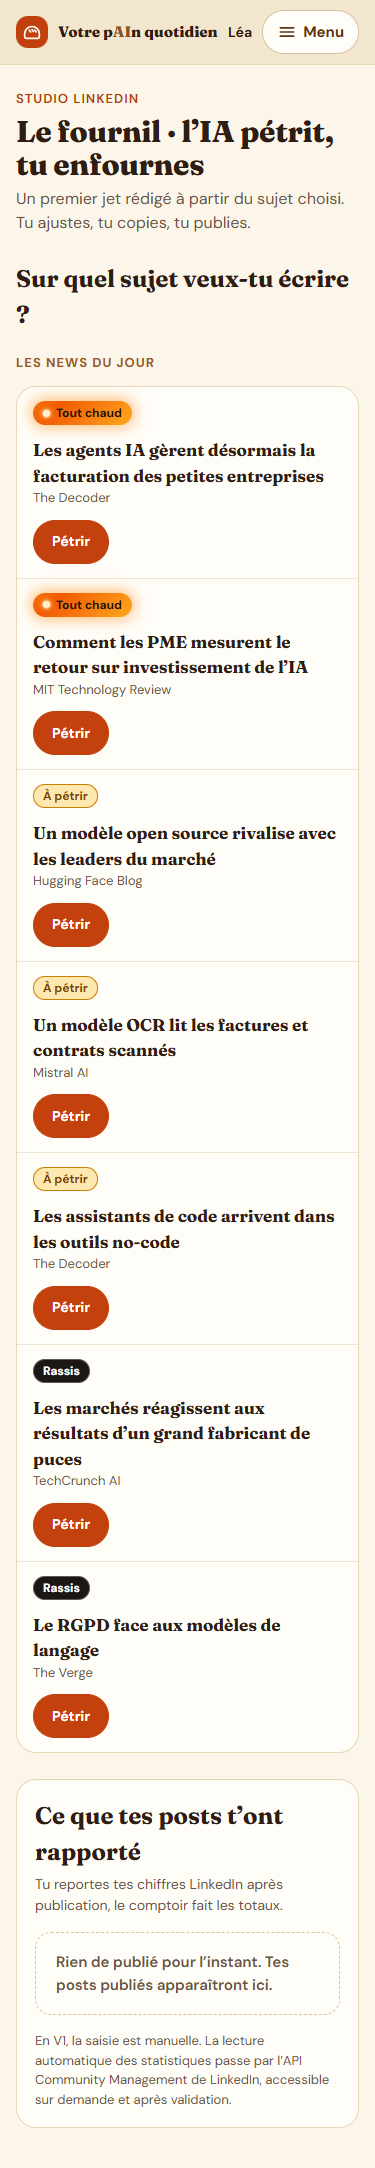 Votre pAIn quotidien Léa Menu
STUDIO LINKEDIN
Le fournil · l’IA pétrit,
tu enfournes
Un premier jet rédigé à partir du sujet choisi.
Tu ajustes, tu copies, tu publies.
Sur quel sujet veux-tu écrire
?
LES NEWS DU JOUR
Tout chaud
Les agents IA gèrent désormais la
facturation des petites entreprises
The Decoder
Pétrir
Tout chaud
Comment les PME mesurent le
retour sur investissement de l’IA
MIT Technology Review
Pétrir
À pétrir
Un modèle open source rivalise avec
les leaders du marché
Hugging Face Blog
Pétrir
À pétrir
Un modèle OCR lit les factures et
contrats scannés
Mistral AI
Pétrir
À pétrir
Les assistants de code arrivent dans
les outils no-code
The Decoder
Pétrir
Rassis
Les marchés réagissent aux
résultats d’un grand fabricant de
puces
TechCrunch AI
Pétrir
Rassis
Le RGPD face aux modèles de
langage
The Verge
Pétrir
Ce que tes posts t’ont
rapporté
Tu reportes tes chiffres LinkedIn après
publication, le comptoir fait les totaux.
Rien de publié pour l’instant. Tes
posts publiés apparaîtront ici.
En V1, la saisie est manuelle. La lecture
automatique des statistiques passe par l’API
Community Management de LinkedIn, accessible
sur demande et après validation.